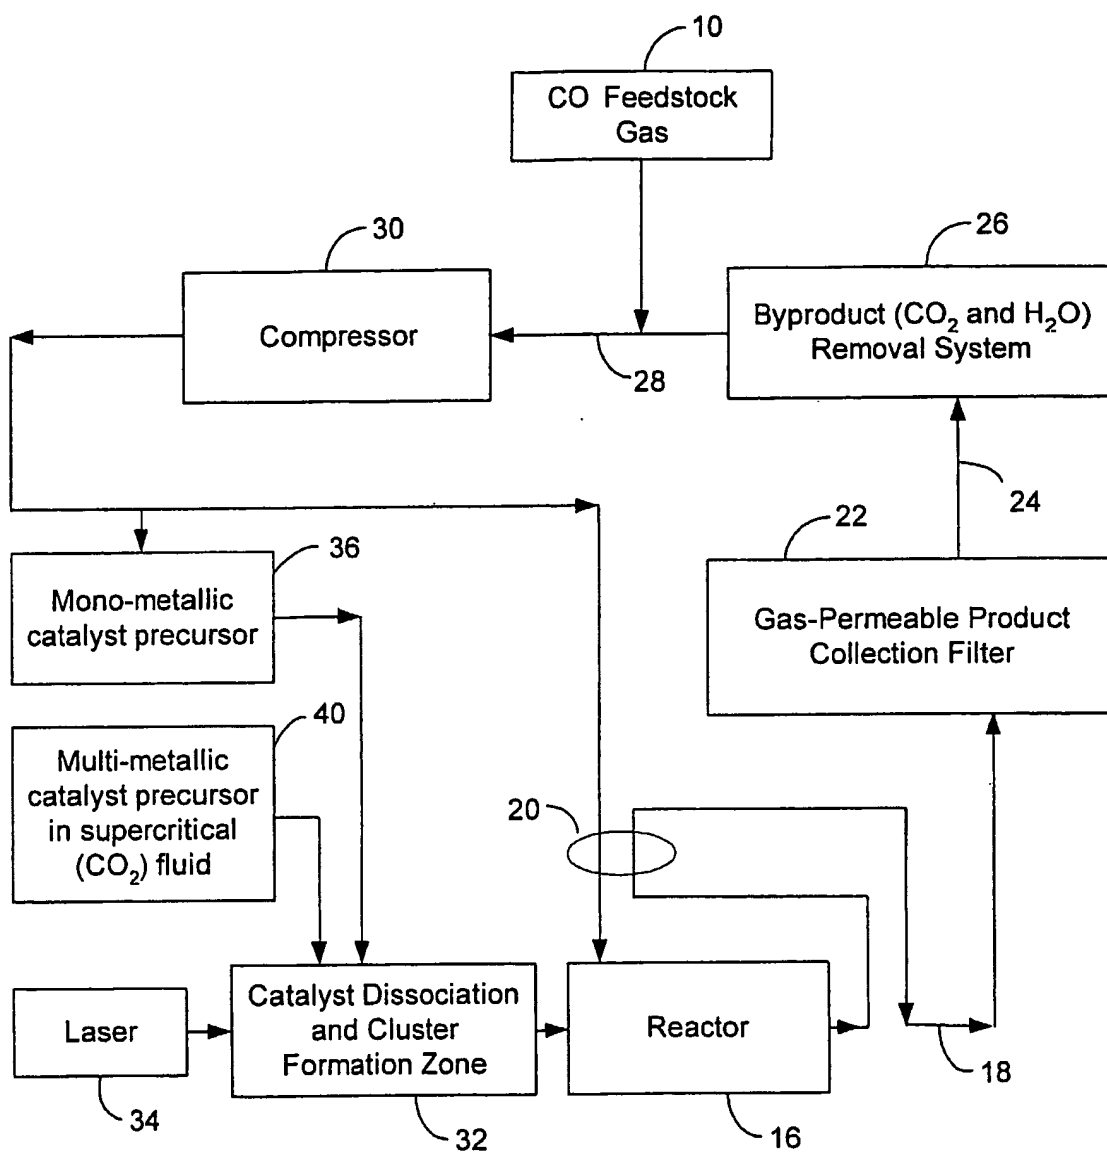 10
CO Feedstock
Gas
30
26
Compressor
Byproduct (CO₂ and H₂O)
Removal System
28
24
22
36
Mono-metallic
catalyst precursor
Gas-Permeable Product
Collection Filter
40
Multi-metallic
catalyst precursor
in supercritical
(CO₂) fluid
20
Laser
Catalyst Dissociation
and Cluster
Formation Zone
Reactor
18
34
32
16